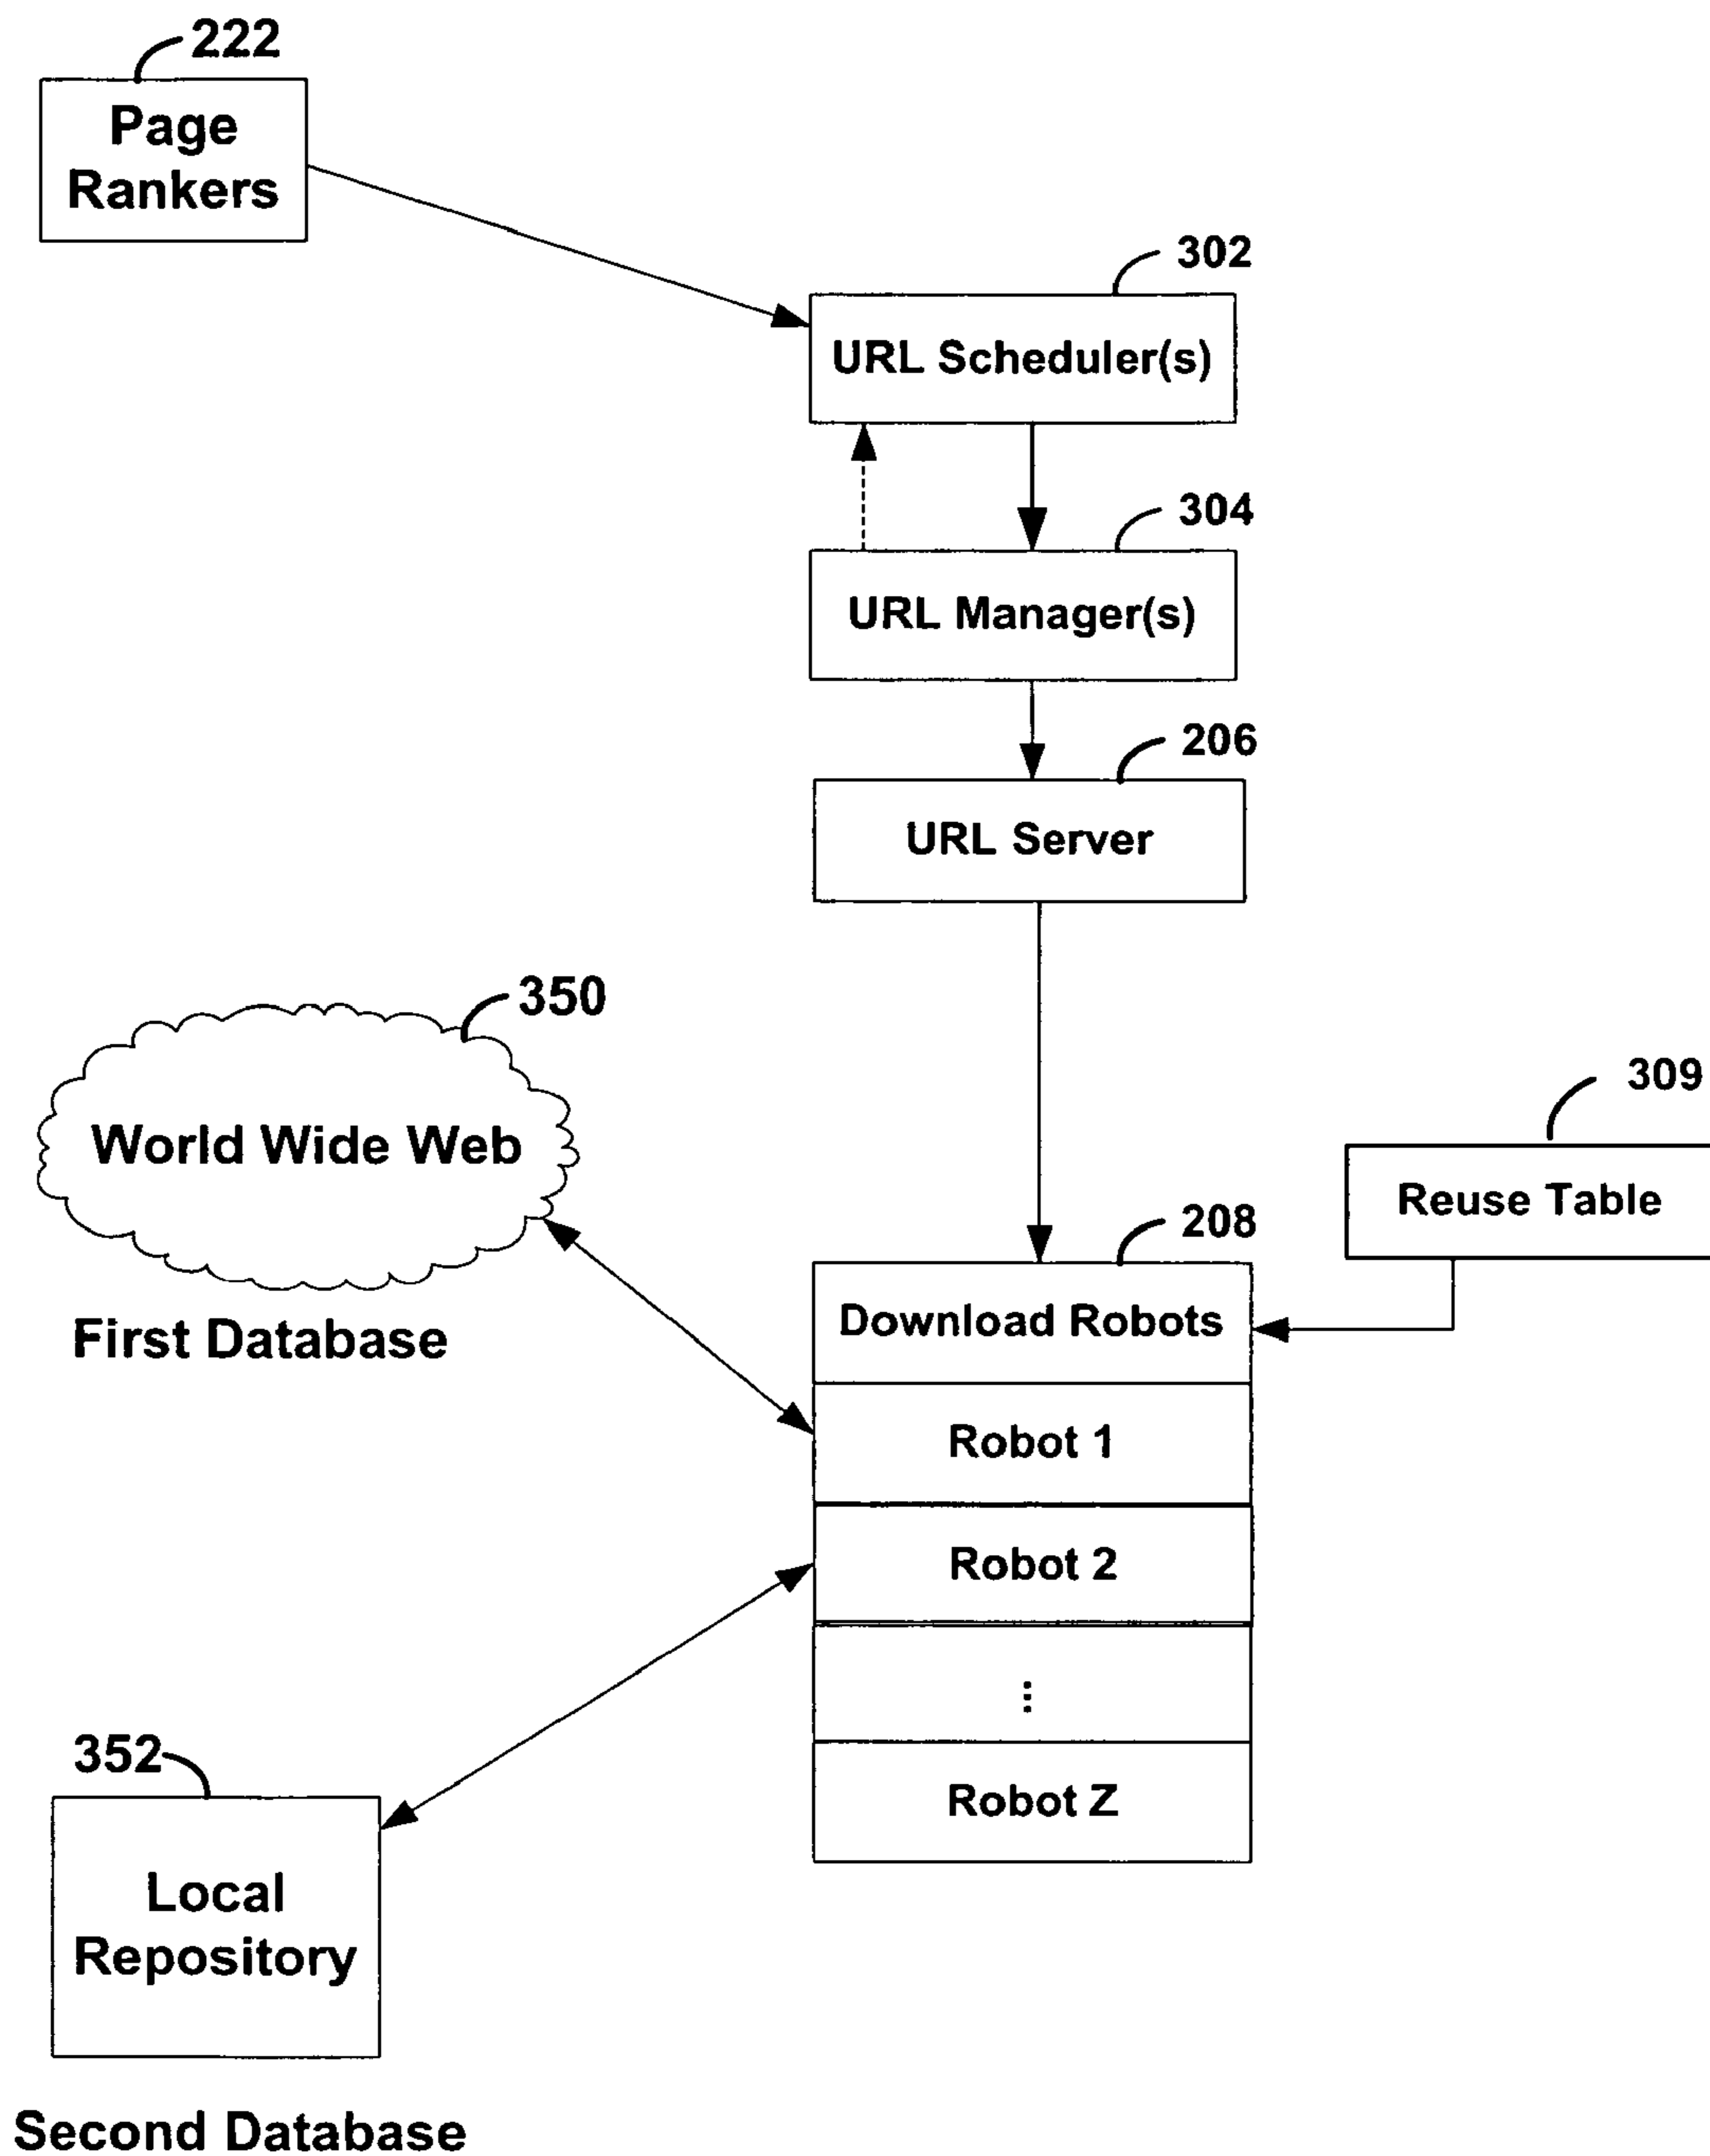 222
Page
Rankers
302
URL Scheduler(s)
304
URL Manager(s)
206
URL Server
350
World Wide Web
First Database
309
Reuse Table
208
Download Robots
Robot 1
Robot 2
...
Robot Z
352
Local
Repository
Second Database